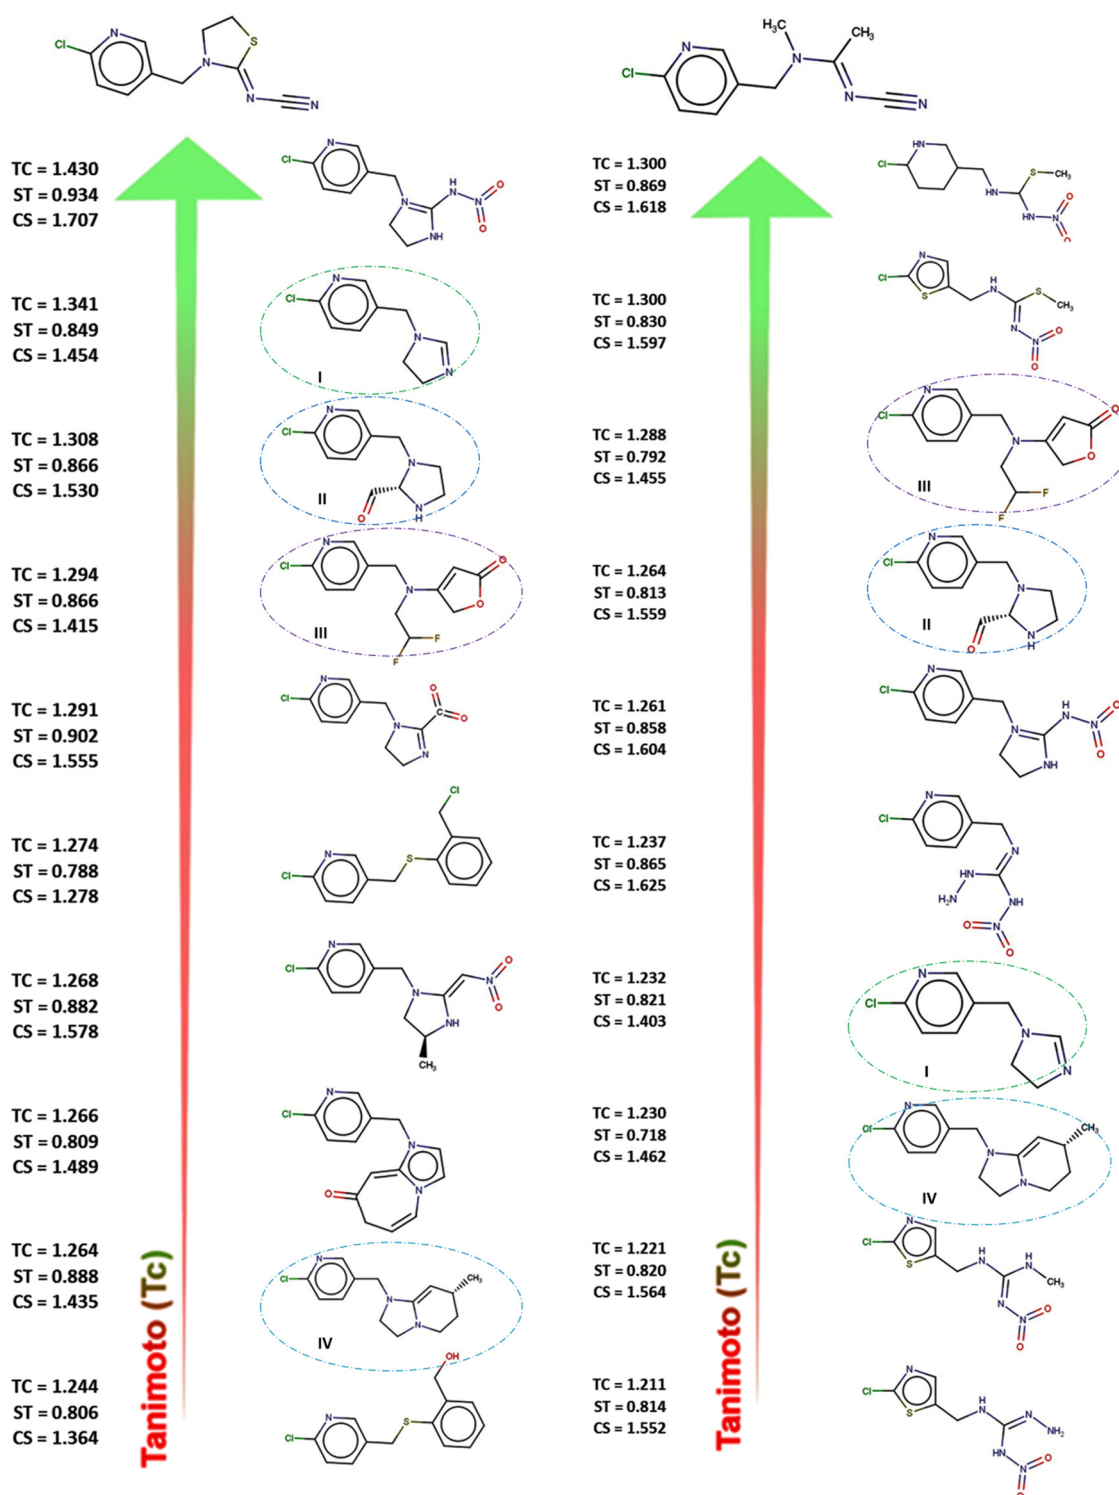 TC = 1.430
ST = 0.934
CS = 1.707
TC = 1.341
ST = 0.849
CS = 1.454
I
TC = 1.308
ST = 0.866
CS = 1.530
II
TC = 1.294
ST = 0.866
CS = 1.415
III
TC = 1.291
ST = 0.902
CS = 1.555
TC = 1.274
ST = 0.788
CS = 1.278
TC = 1.268
ST = 0.882
CS = 1.578
TC = 1.266
ST = 0.809
CS = 1.489
TC = 1.264
ST = 0.888
CS = 1.435
IV
TC = 1.244
ST = 0.806
CS = 1.364
Tanimoto (Tc)
TC = 1.300
ST = 0.869
CS = 1.618
TC = 1.300
ST = 0.830
CS = 1.597
TC = 1.288
ST = 0.792
CS = 1.455
III
TC = 1.264
ST = 0.813
CS = 1.559
II
TC = 1.261
ST = 0.858
CS = 1.604
TC = 1.237
ST = 0.865
CS = 1.625
TC = 1.232
ST = 0.821
CS = 1.403
I
TC = 1.230
ST = 0.718
CS = 1.462
IV
TC = 1.221
ST = 0.820
CS = 1.564
TC = 1.211
ST = 0.814
CS = 1.552
Tanimoto (Tc)